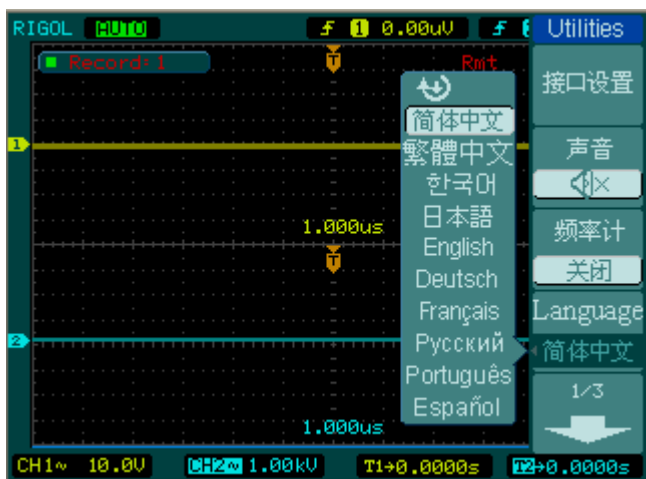 RIGOL AUTO 1 0.00uV Utilities
Record: 1
Rmt
T
接口设置
简体中文
繁體中文
한국어
日本語
English
Deutsch
Français
Русский
Português
Español
1
声音
1.000us
频率计
关闭
T
Language
简体中文
2
1/3
1.000us
CH1~ 10.0V CH2~ 1.00kV T1→0.0000s T2→0.0000s